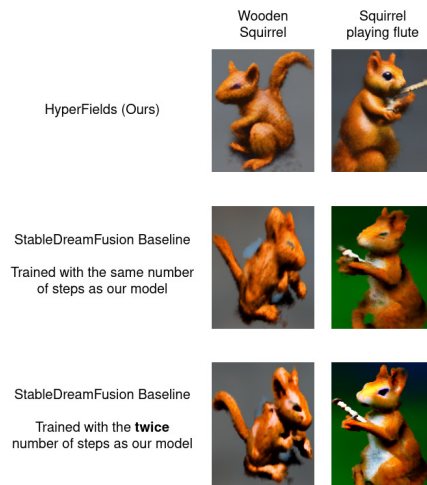 Wooden
Squirrel
Squirrel
playing flute
HyperFields (Ours)
StableDreamFusion Baseline
Trained with the same number
of steps as our model
StableDreamFusion Baseline
Trained with the twice
number of steps as our model